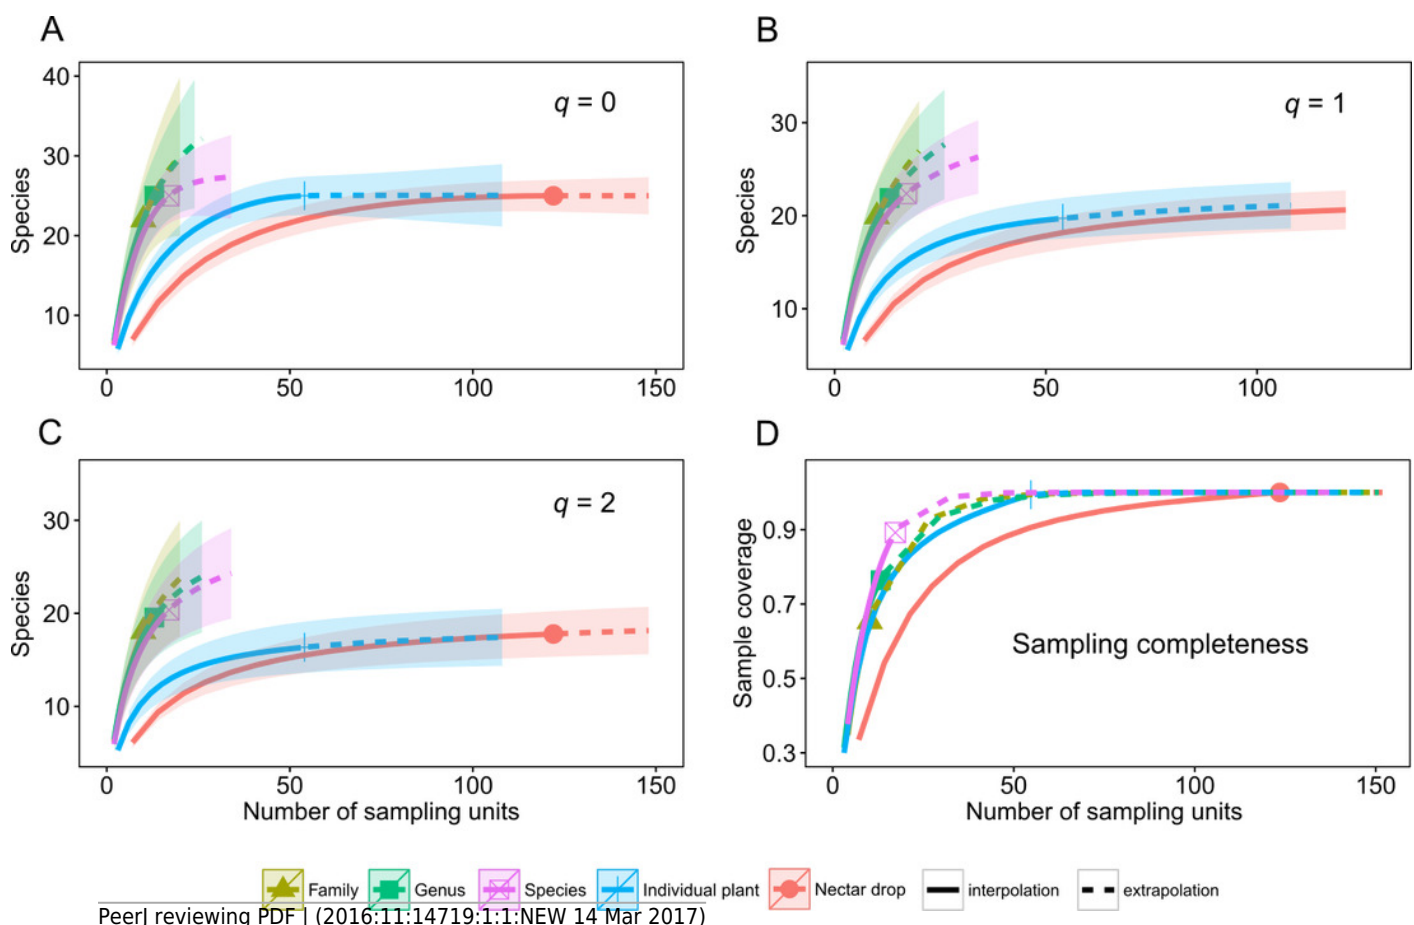 A
q = 0
Species
40
30
20
10
0
50
100
150
B
q = 1
Species
30
20
10
0
50
100
C
q = 2
Species
30
20
10
0
50
100
150
Number of sampling units
D
Sampling completeness
Sample coverage
0.9
0.7
0.5
0.3
0
50
100
150
Number of sampling units
Family
Genus
Species
Individual plant
Nectar drop
interpolation
extrapolation
PeerJ reviewing PDF | (2016:11:14719:1:1:NEW 14 Mar 2017)